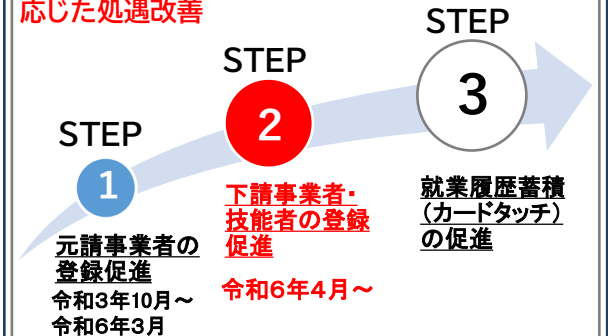 応じた処遇改善
STEP
3
STEP
2
STEP
1
就業履歴蓄積
(カードタッチ)
の促進
下請事業者・
技能者の登録
促進
令和6年4月～
元請事業者の
登録促進
令和3年10月～
令和6年3月